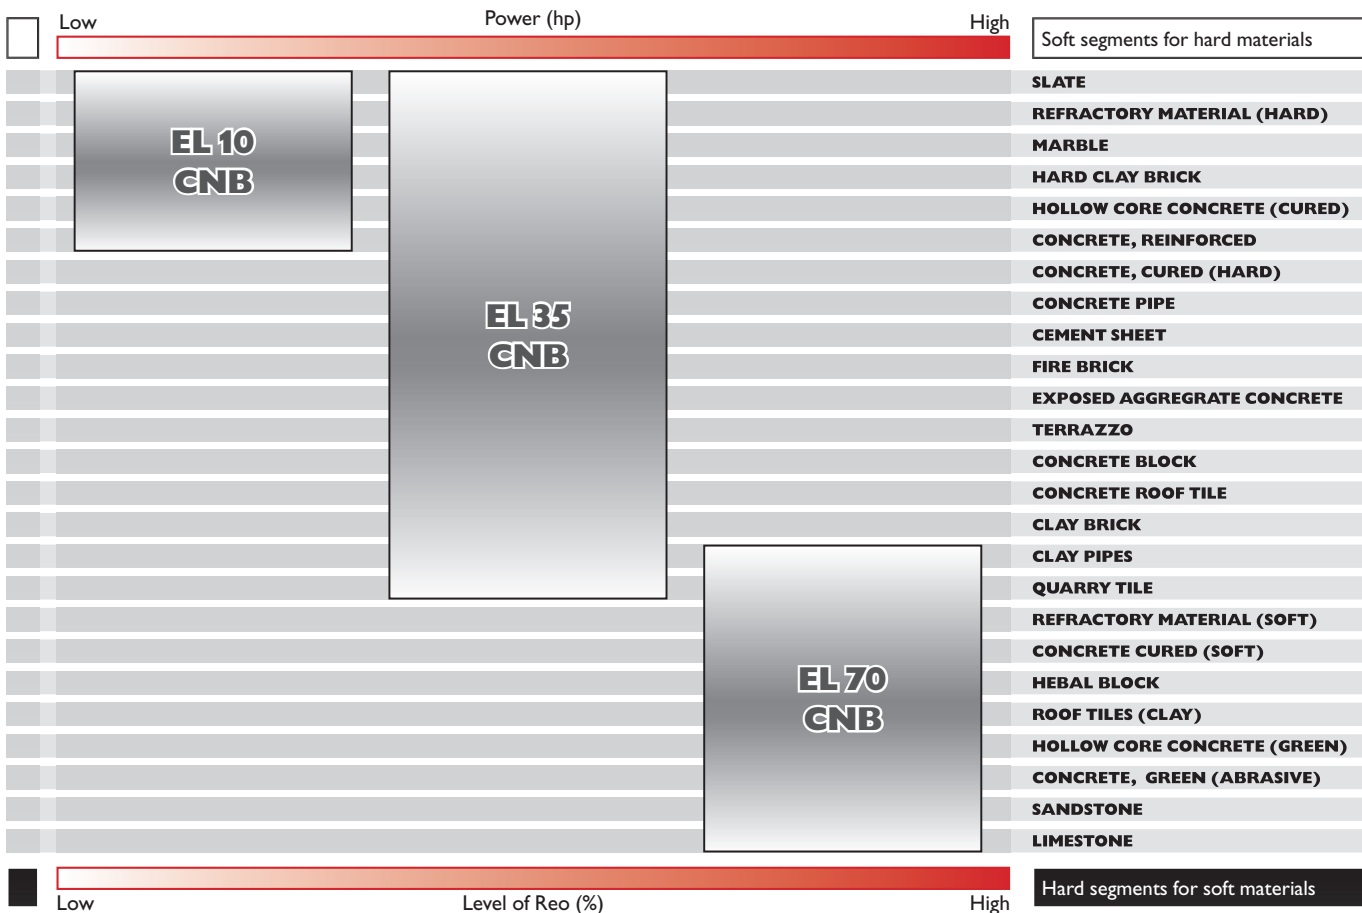 Low
Power (hp)
High
Soft segments for hard materials
SLATE
REFRACTORY MATERIAL (HARD)
MARBLE
HARD CLAY BRICK
HOLLOW CORE CONCRETE (CURED)
CONCRETE, REINFORCED
CONCRETE, CURED (HARD)
CONCRETE PIPE
CEMENT SHEET
FIRE BRICK
EXPOSED AGGREGRATE CONCRETE
TERRAZZO
CONCRETE BLOCK
CONCRETE ROOF TILE
CLAY BRICK
CLAY PIPES
QUARRY TILE
REFRACTORY MATERIAL (SOFT)
CONCRETE CURED (SOFT)
HEBAL BLOCK
ROOF TILES (CLAY)
HOLLOW CORE CONCRETE (GREEN)
CONCRETE, GREEN (ABRASIVE)
SANDSTONE
LIMESTONE
EL 10
CNB
EL 35
CNB
EL 70
CNB
Low
Level of Reo (%)
High
Hard segments for soft materials